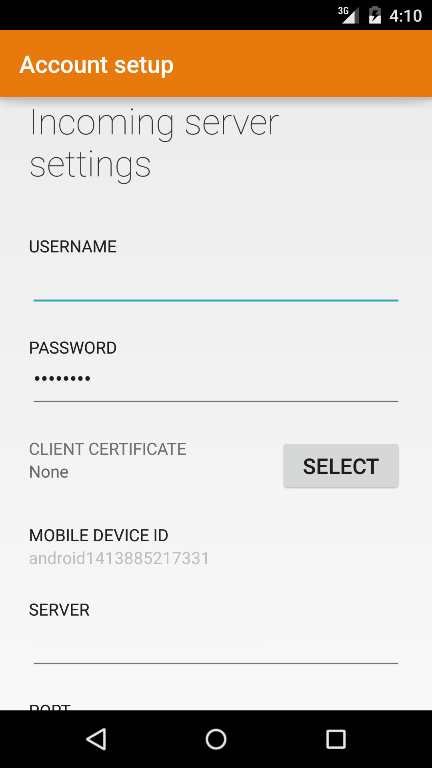 3G 4:10
Account setup
Incoming server
settings
USERNAME
PASSWORD
••••••••
CLIENT CERTIFICATE
None
SELECT
MOBILE DEVICE ID
android1413885217331
SERVER
PORT